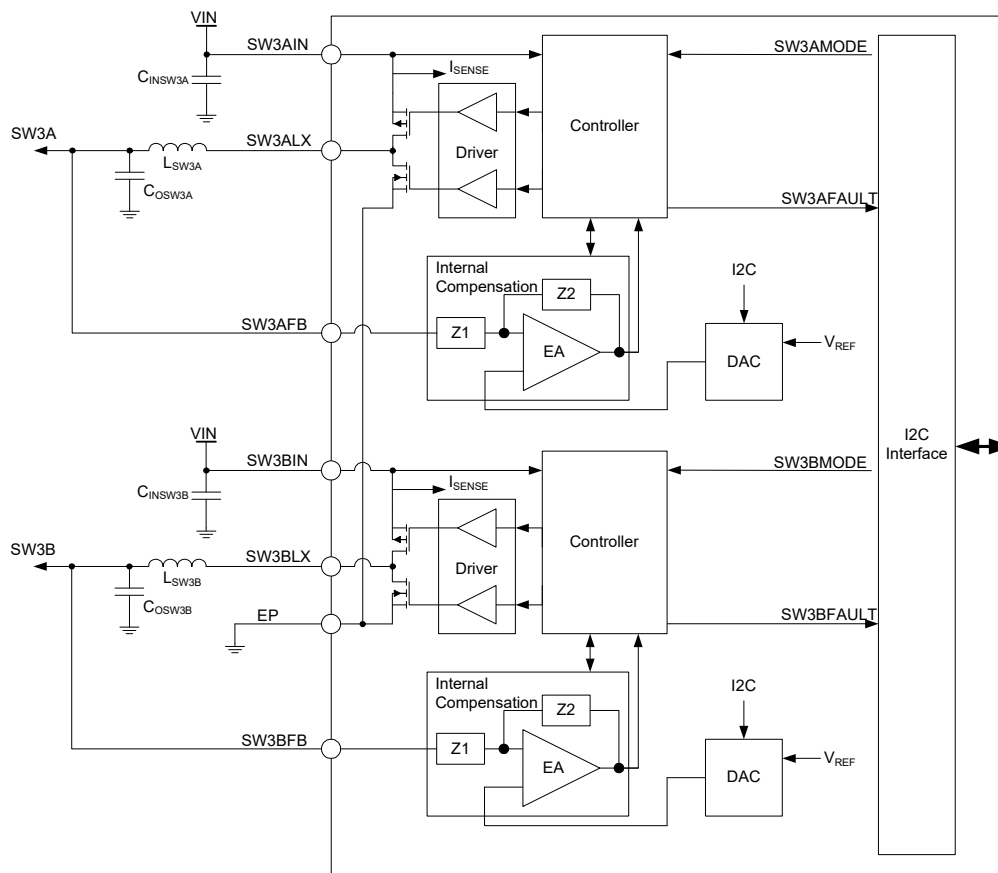 VIN
SW3AIN
SW3AMODE
CINSW3A
ISENSE
Controller
SW3A
SW3ALX
Driver
LSW3A
COSW3A
SW3AFAULT
Internal
Compensation
Z2
I2C
SW3AFB
Z1
EA
DAC
VREF
VIN
SW3BIN
SW3BMODE
I2C
Interface
CINSW3B
ISENSE
Controller
SW3B
SW3BLX
Driver
LSW3B
COSW3B
EP
SW3BFAULT
Internal
Compensation
Z2
I2C
SW3BFB
Z1
EA
DAC
VREF